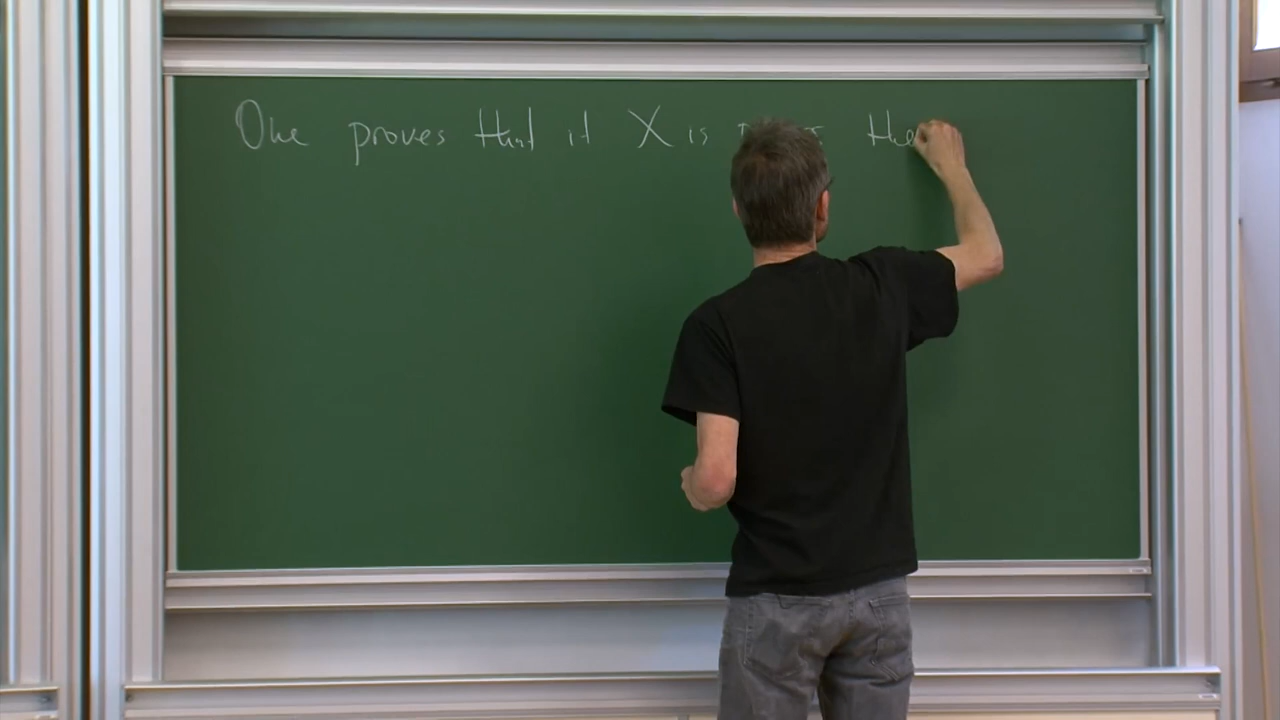 One proves that if X is the